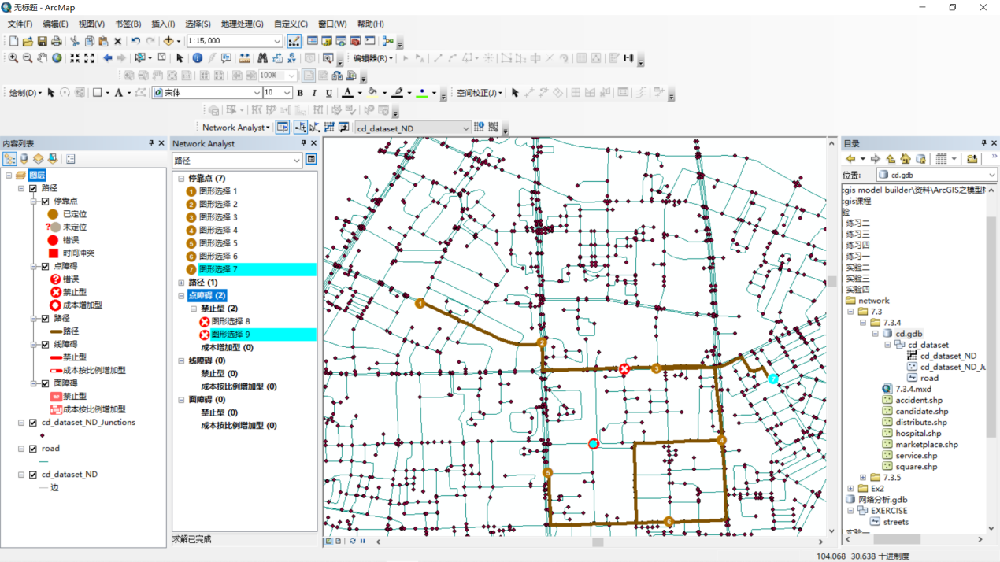 无标题 - ArcMap
文件(F) 编辑(E) 视图(V) 书签(B) 插入(I) 选择(S) 地理处理(G) 自定义(C) 窗口(W) 帮助(H)
1:15,000
编辑器(R)
100%
绘制(D) 宋体 10 B I U A 空间校正(J)
Network Analyst cd_dataset_ND
内容列表
图层
路径
停靠点
已定位
未定位
错误
时间冲突
点障碍
错误
禁止型
成本增加型
路径
路径
线障碍
禁止型
成本按比例增加型
面障碍
禁止型
成本按比例增加型
cd_dataset_ND_Junctions
road
cd_dataset_ND
边
Network Analyst
路径
停靠点 (7)
1 图形选择 1
2 图形选择 2
3 图形选择 3
4 图形选择 4
5 图形选择 5
6 图形选择 6
7 图形选择 7
路径 (1)
点障碍 (2)
禁止型 (2)
图形选择 8
图形选择 9
成本增加型 (0)
线障碍 (0)
禁止型 (0)
成本按比例增加型 (0)
面障碍 (0)
禁止型 (0)
成本按比例增加型 (0)
求解已完成
1
2
3
7
4
5
6
目录
位置: cd.gdb
gis model builder\资料\ArcGIS之模型
gis课程
验
练习二
练习三
练习四
练习一
实验二
实验三
实验四
network
7.3
7.3.4
cd.gdb
cd_dataset
cd_dataset_ND
cd_dataset_ND_Ju
road
7.3.4.mxd
accident.shp
candidate.shp
distribute.shp
hospital.shp
marketplace.shp
service.shp
square.shp
7.3.5
Ex2
网络分析.gdb
EXERCISE
streets
实验一
104.068 30.638 十进制度